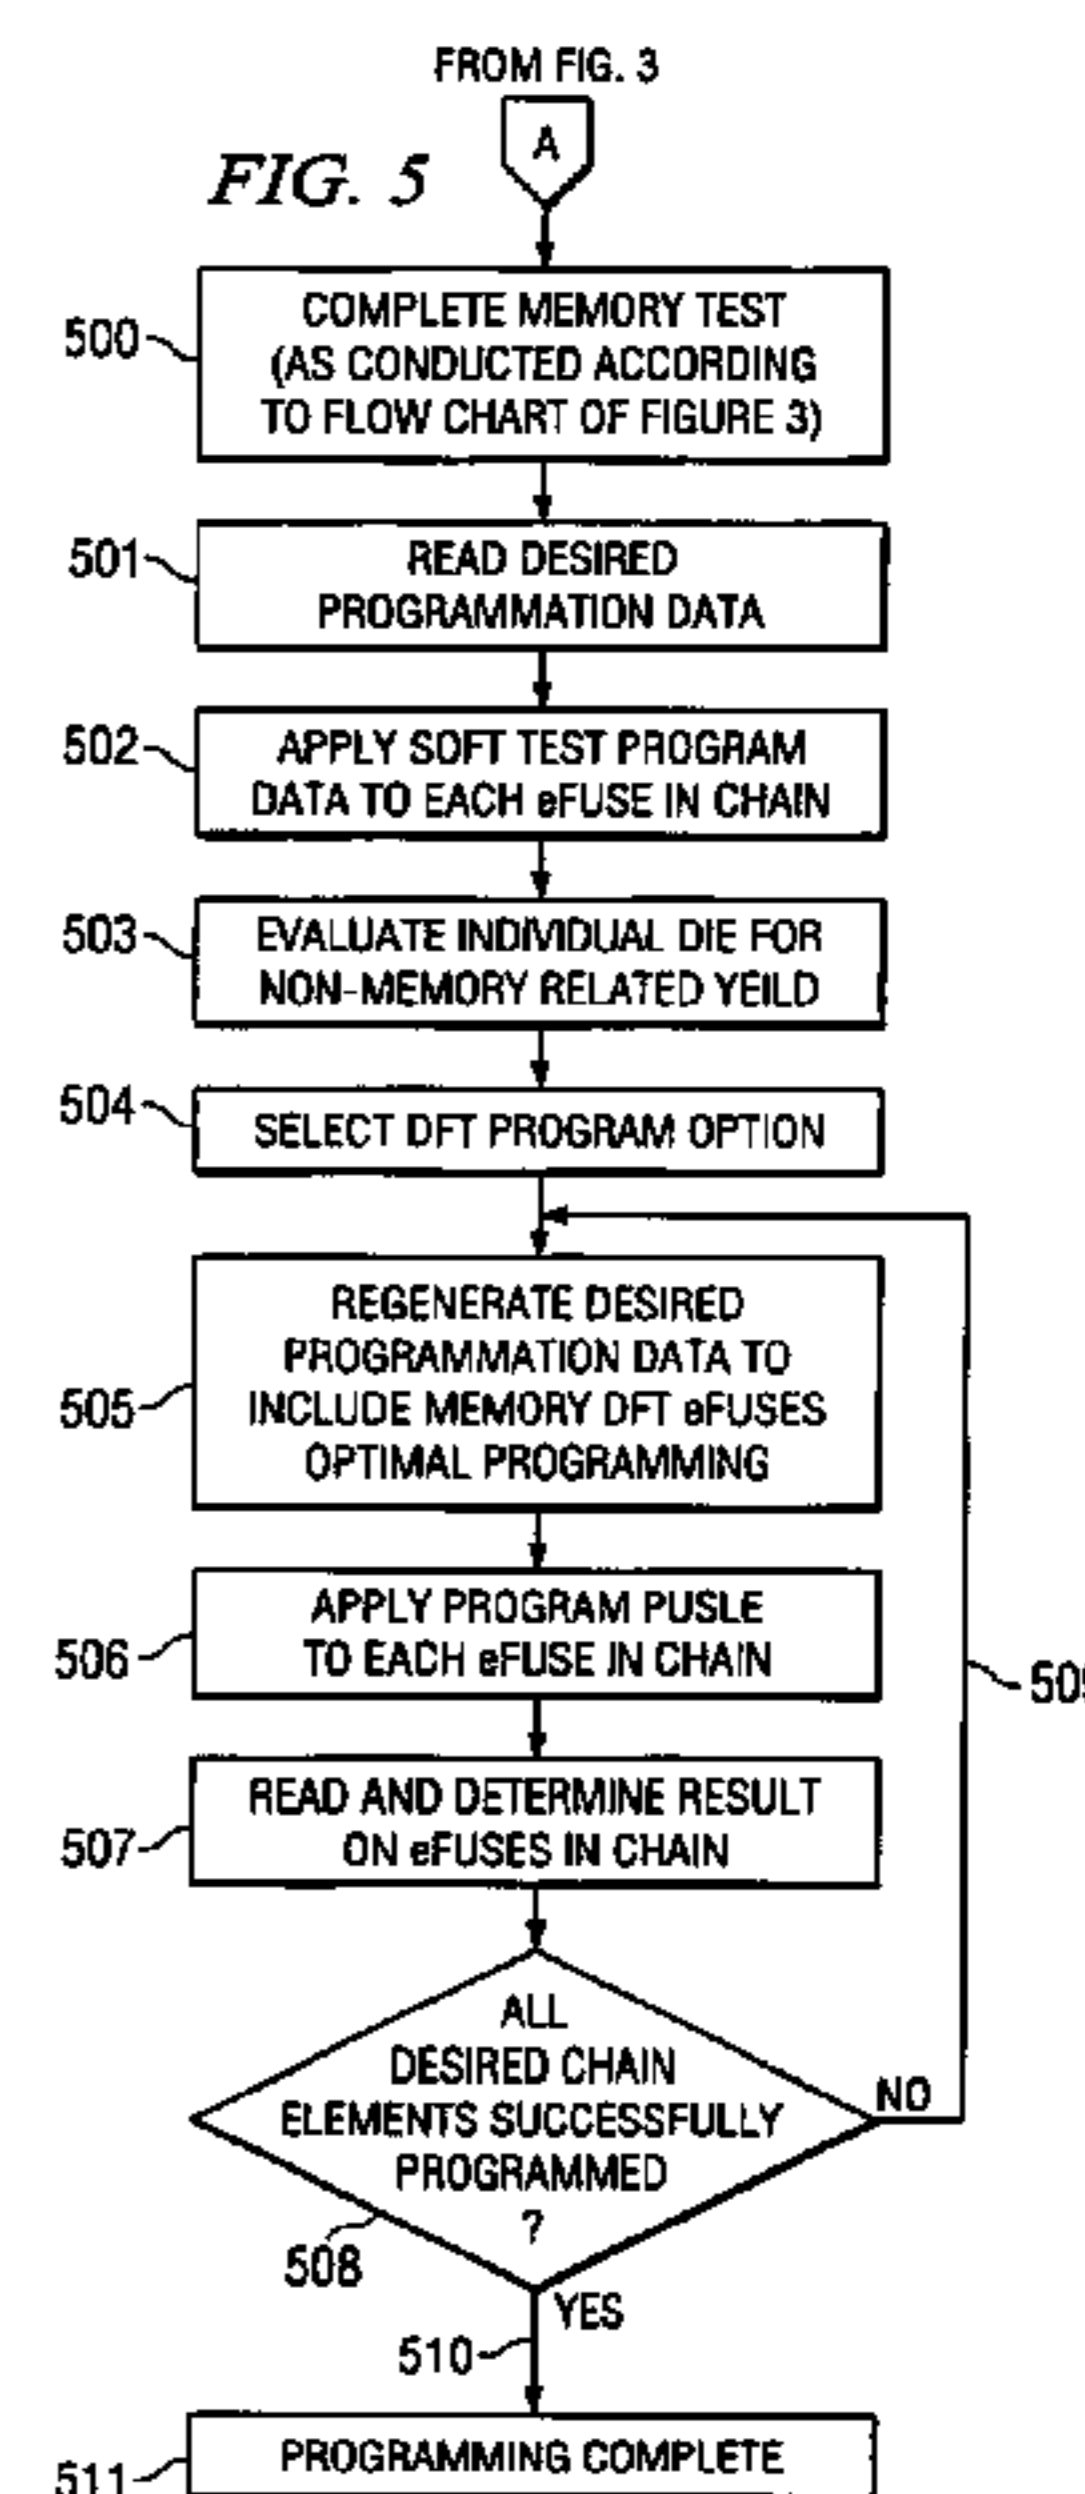 FROM FIG. 3
A
FIG. 5
500
COMPLETE MEMORY TEST
(AS CONDUCTED ACCORDING
TO FLOW CHART OF FIGURE 3)
501
READ DESIRED
PROGRAMMATION DATA
502
APPLY SOFT TEST PROGRAM
DATA TO EACH eFUSE IN CHAIN
503
EVALUATE INDIVIDUAL DIE FOR
NON-MEMORY RELATED YEILD
504
SELECT DFT PROGRAM OPTION
505
REGENERATE DESIRED
PROGRAMMATION DATA TO
INCLUDE MEMORY DFT eFUSES
OPTIMAL PROGRAMMING
506
APPLY PROGRAM PUSLE
TO EACH eFUSE IN CHAIN
507
READ AND DETERMINE RESULT
ON eFUSES IN CHAIN
ALL
DESIRED CHAIN
ELEMENTS SUCCESSFULLY
PROGRAMMED
?
NO
508
YES
510
511
PROGRAMMING COMPLETE